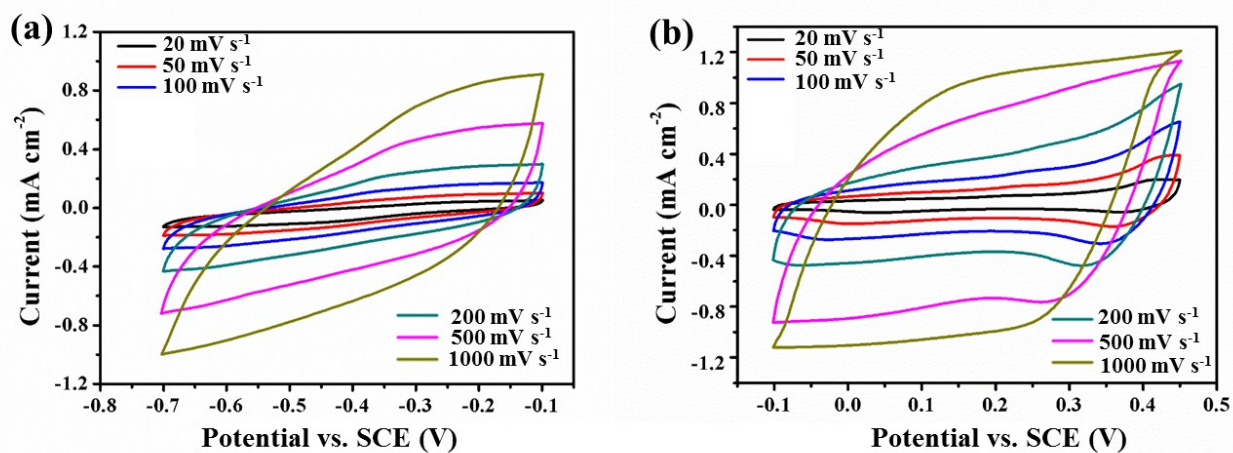 (a)
20 mV s-1
50 mV s-1
100 mV s-1
200 mV s-1
500 mV s-1
1000 mV s-1
1.2
0.8
0.4
0.0
-0.4
-0.8
-1.2
Current (mA cm-2)
-0.8 -0.7 -0.6 -0.5 -0.4 -0.3 -0.2 -0.1
Potential vs. SCE (V)
(b)
20 mV s-1
50 mV s-1
100 mV s-1
200 mV s-1
500 mV s-1
1000 mV s-1
1.2
0.8
0.4
0.0
-0.4
-0.8
-1.2
Current (mA cm-2)
-0.1 0.0 0.1 0.2 0.3 0.4 0.5
Potential vs. SCE (V)